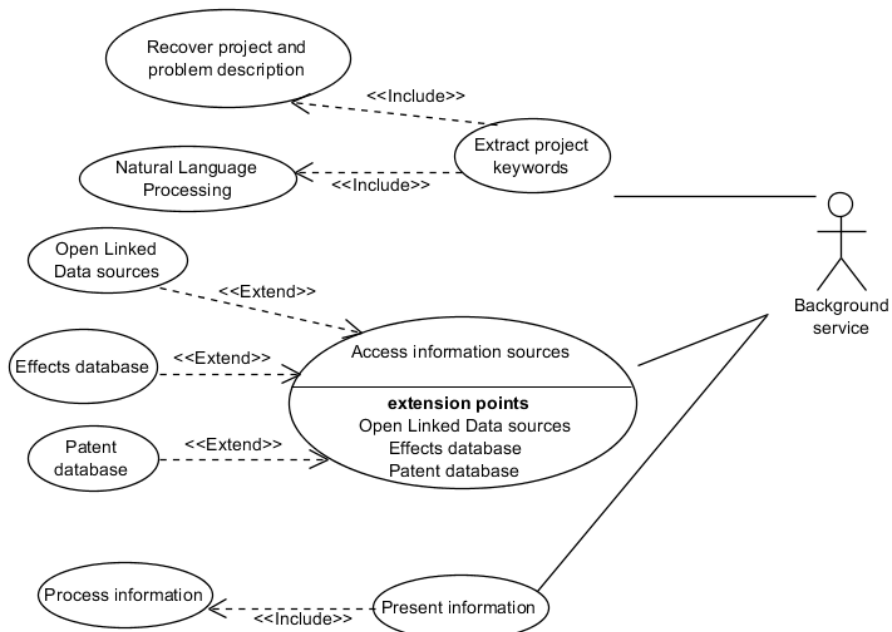 Recover project and
problem description
<<Include>>
Extract project
keywords
Natural Language
Processing
<<Include>>
Open Linked
Data sources
<<Extend>>
Background
service
Effects database
<<Extend>>
Access information sources
extension points
Open Linked Data sources
Effects database
Patent database
Patent
database
<<Extend>>
Process information
<<Include>>
Present information